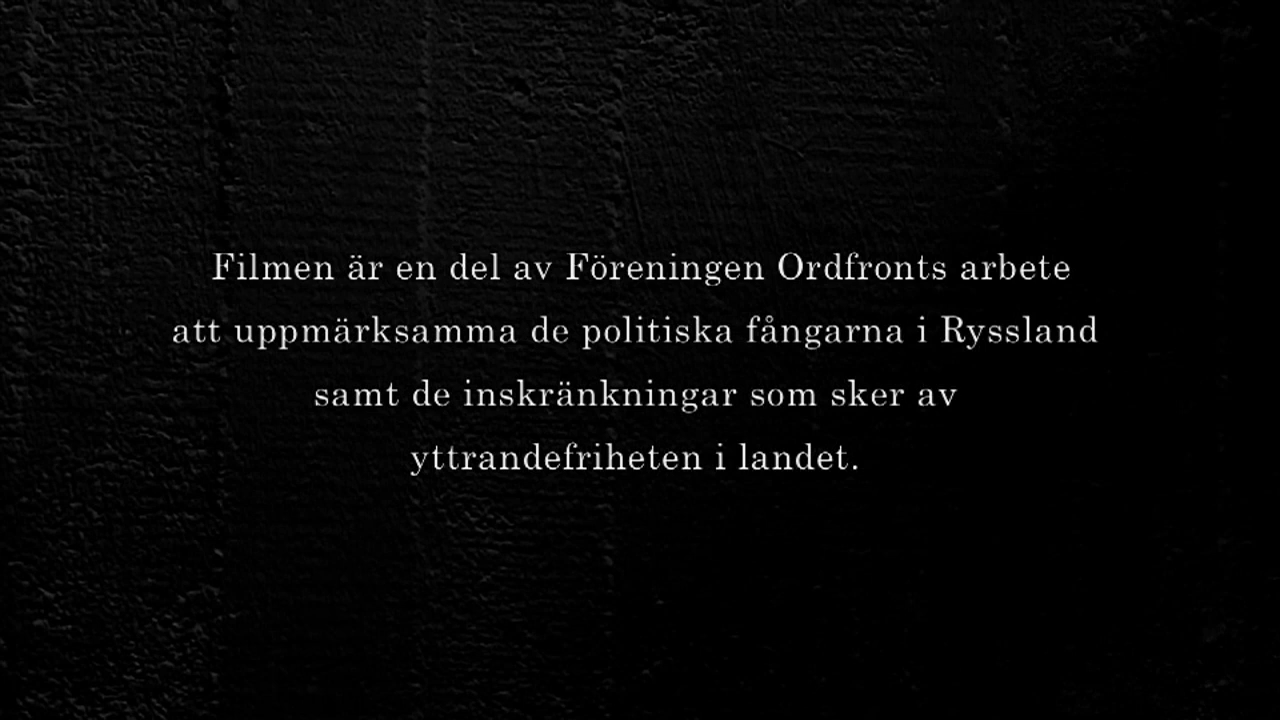 Filmen är en del av Föreningen Ordfronts arbete
att uppmärksamma de politiska fångarna i Ryssland
samt de inskränkningar som sker av
yttrandefriheten i landet.